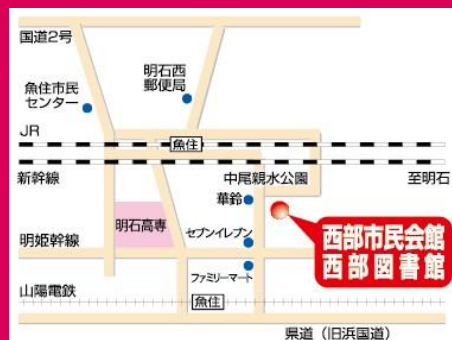 国道2号
明石西
郵便局
魚住市民
センター
JR
魚住
新幹線
中尾親水公園
至明石
華鈴
明石高専
セブンイレブン
明姫幹線
西部市民会館
西部図書館
ファミリーマート
山陽電鉄
魚住
県道（旧浜国道）